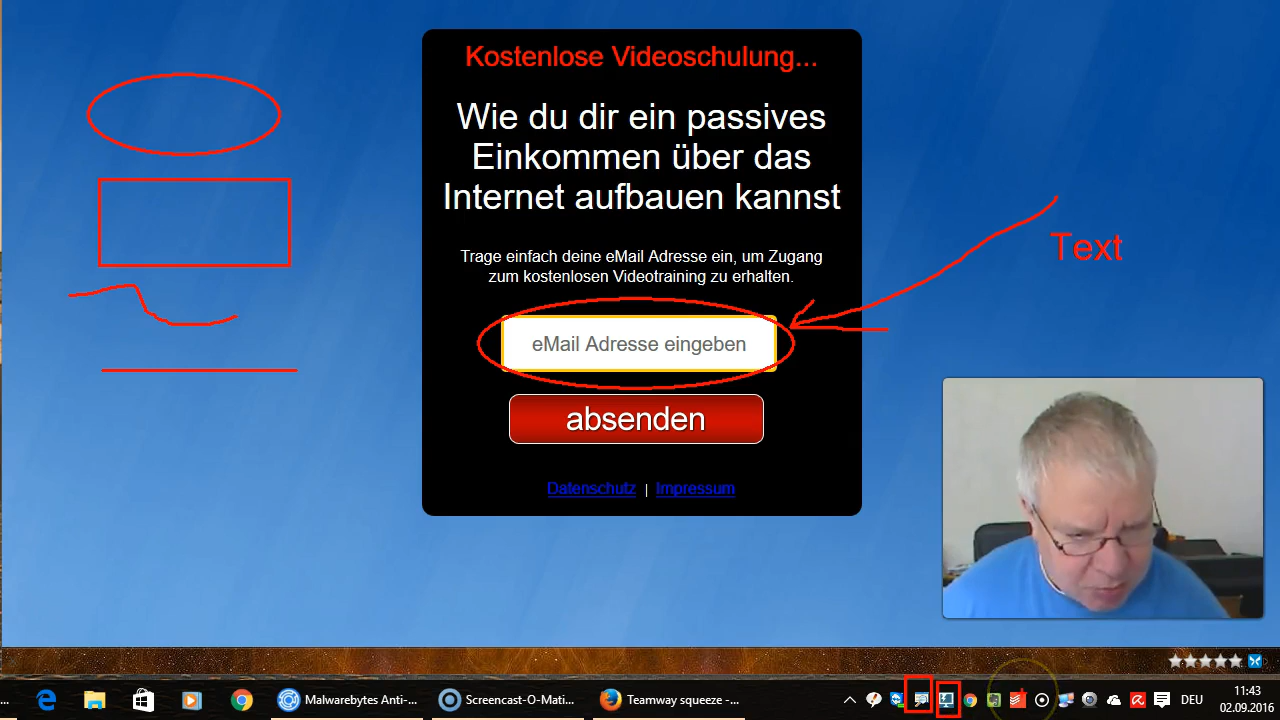 Kostenlose Videoschulung...
Wie du dir ein passives
Einkommen über das
Internet aufbauen kannst
Text
Trage einfach deine eMail Adresse ein, um Zugang
zum kostenlosen Videotraining zu erhalten.
eMail Adresse eingeben
absenden
Datenschutz | Impressum
... Malwarebytes Anti-... Screencast-O-Mati... Teamway squeeze -... DEU
11:43
02.09.2016